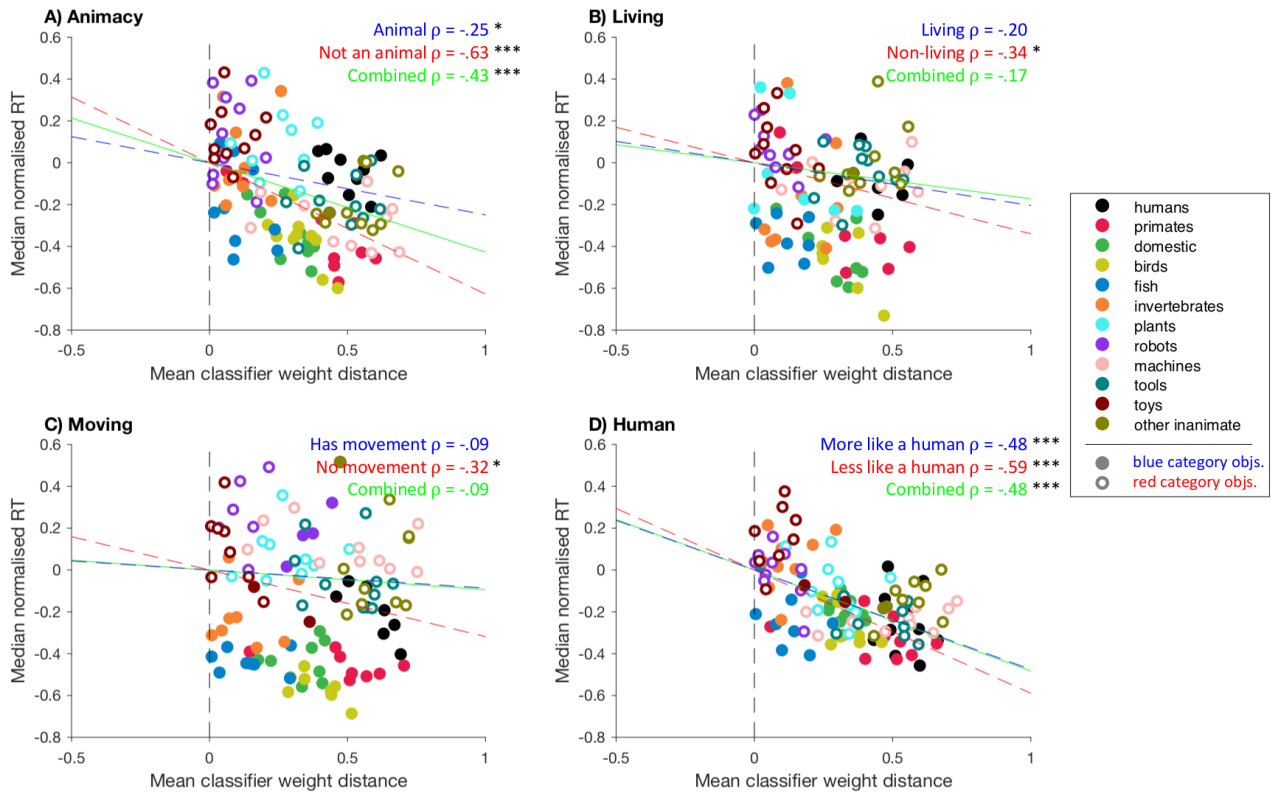 A) Animacy
Animal ρ = -.25 *
Not an animal ρ = -.63 ***
Combined ρ = -.43 ***
0.6
0.4
0.2
0
-0.2
-0.4
-0.6
-0.8
-0.5
0
0.5
1
Median normalised RT
Mean classifier weight distance
B) Living
Living ρ = -.20
Non-living ρ = -.34 *
Combined ρ = -.17
0.6
0.4
0.2
0
-0.2
-0.4
-0.6
-0.8
-0.5
0
0.5
1
Median normalised RT
Mean classifier weight distance
C) Moving
Has movement ρ = -.09
No movement ρ = -.32 *
Combined ρ = -.09
0.6
0.4
0.2
0
-0.2
-0.4
-0.6
-0.8
-0.5
0
0.5
1
Median normalised RT
Mean classifier weight distance
D) Human
More like a human ρ = -.48 ***
Less like a human ρ = -.59 ***
Combined ρ = -.48 ***
0.6
0.4
0.2
0
-0.2
-0.4
-0.6
-0.8
-0.5
0
0.5
1
Median normalised RT
Mean classifier weight distance
humans
primates
domestic
birds
fish
invertebrates
plants
robots
machines
tools
toys
other inanimate
blue category objs.
red category objs.